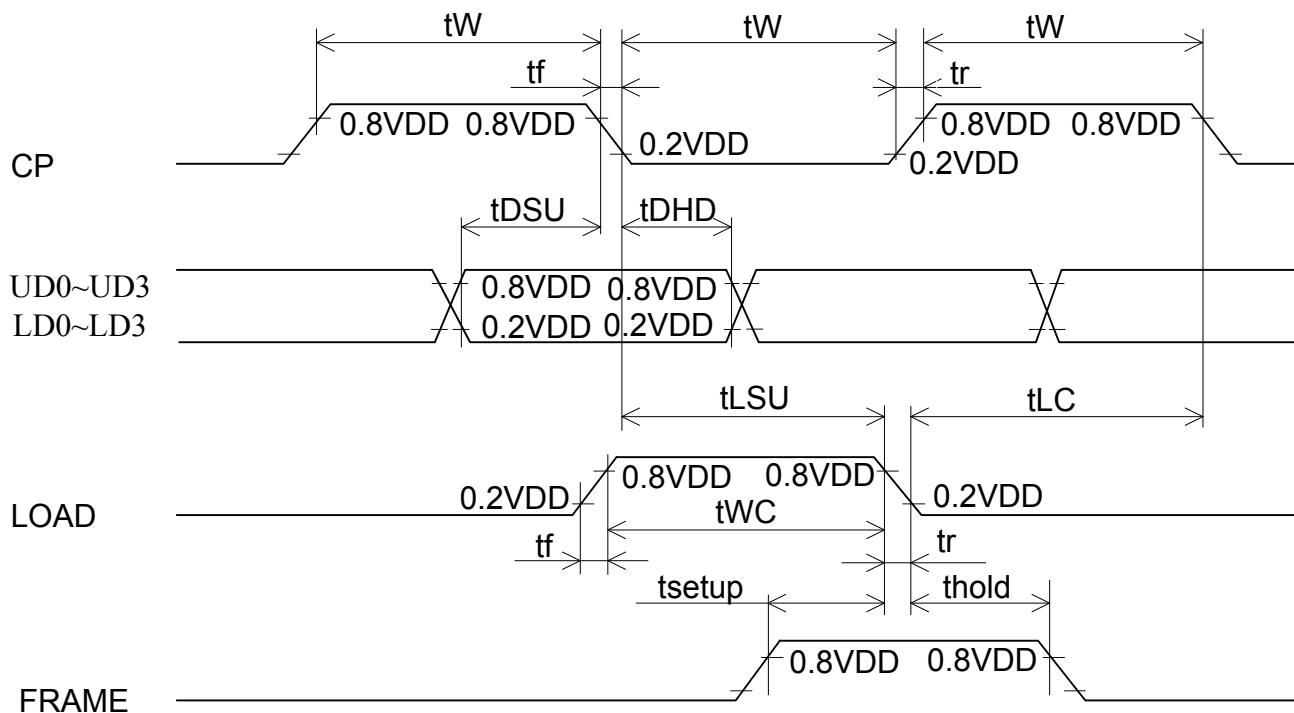 tW tW tW
tf tr
0.8VDD 0.8VDD 0.8VDD 0.8VDD
CP 0.2VDD 0.2VDD
tDSU tDHD
UD0~UD3 0.8VDD 0.8VDD
LD0~LD3 0.2VDD 0.2VDD
tLSU tLC
0.8VDD 0.8VDD
LOAD 0.2VDD 0.2VDD
tWC
tf tr
tsetup thold
0.8VDD 0.8VDD
FRAME